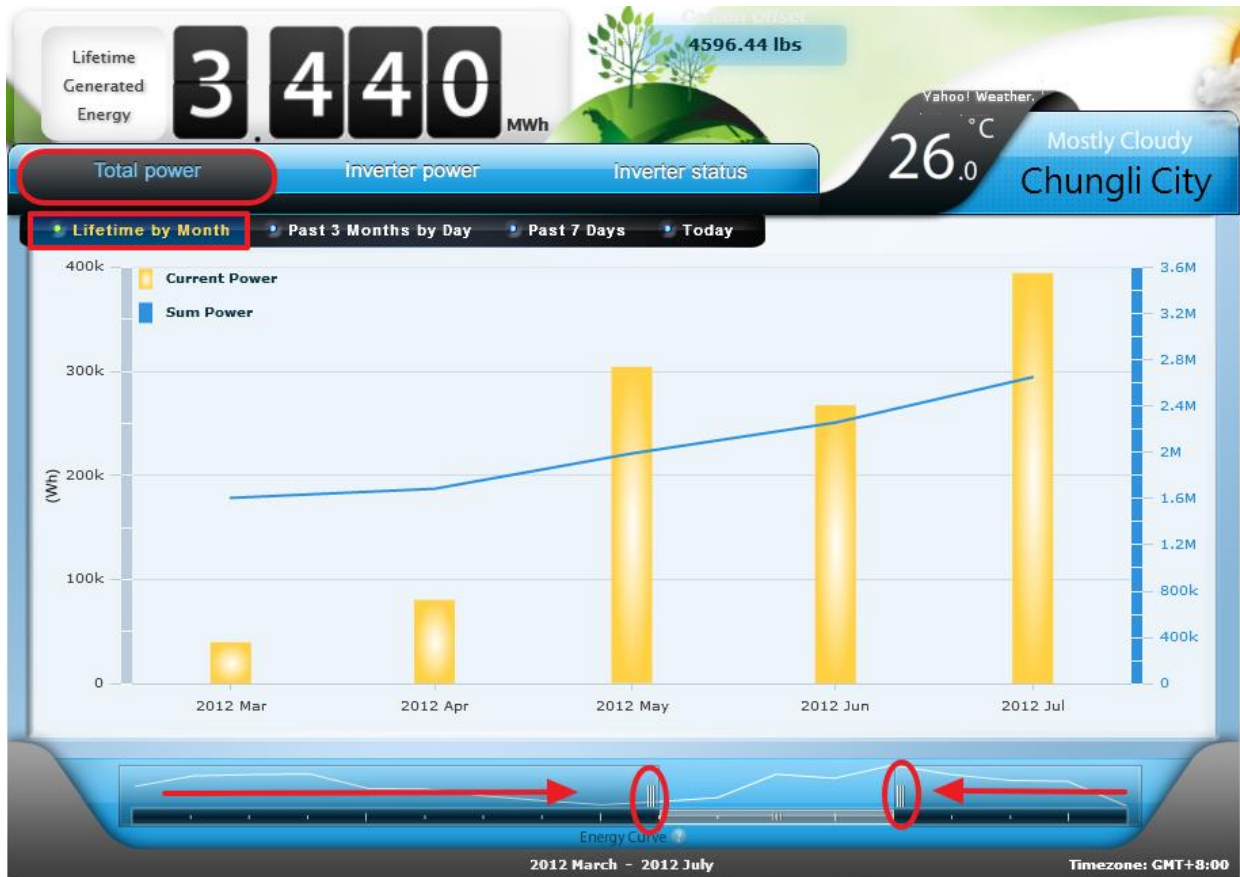 Lifetime
Generated
Energy
3.440 MWh
Carbon Offset
4596.44 lbs
Yahoo! Weather.
26.0 °C
Mostly Cloudy
Chungli City
Total power Inverter power Inverter status
Lifetime by Month Past 3 Months by Day Past 7 Days Today
Current Power
Sum Power
400k
300k
200k
100k
0
(Wh)
3.6M
3.2M
2.8M
2.4M
2M
1.6M
1.2M
800k
400k
0
2012 Mar 2012 Apr 2012 May 2012 Jun 2012 Jul
Energy Curve ?
2012 March - 2012 July
Timezone: GMT+8:00